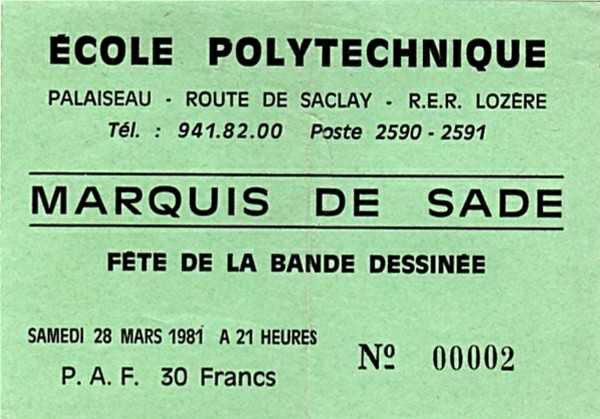 ÉCOLE POLYTECHNIQUE
PALAISEAU - ROUTE DE SACLAY - R.E.R. LOZÈRE
Tél. : 941.82.00 Poste 2590 - 2591
MARQUIS DE SADE
FÊTE DE LA BANDE DESSINÉE
SAMEDI 28 MARS 1981 A 21 HEURES
Nº 00002
P. A. F. 30 Francs